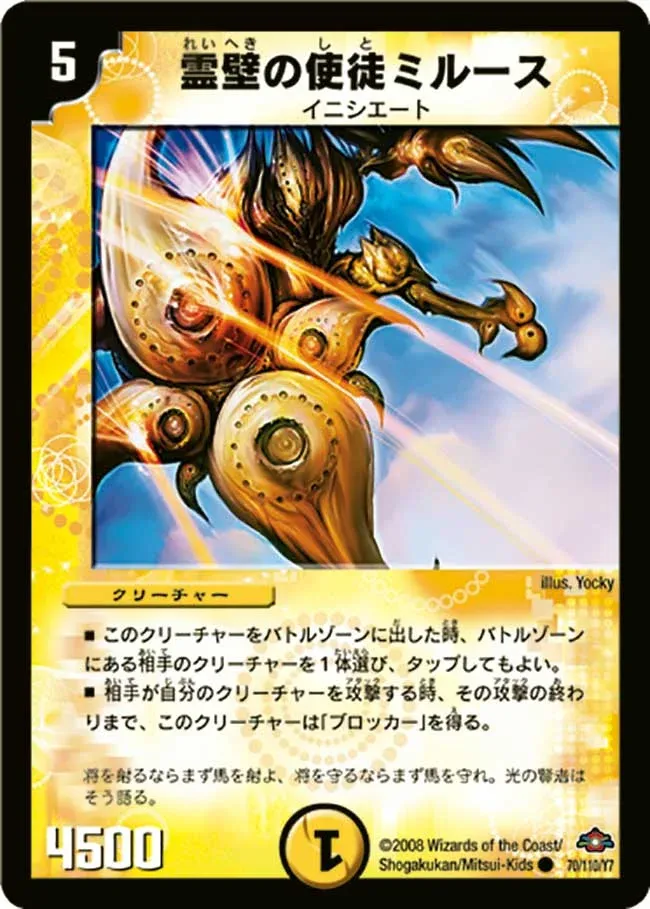 5
れいへき しと
霊壁の使徒ミルース
イニシエート
illus. Yocky
クリーチャー
■ このクリーチャーをバトルゾーンに出した時、バトルゾーン
にある相手のクリーチャーを1体選び、タップしてもよい。
■ 相手が自分のクリーチャーを攻撃する時、その攻撃の終わ
りまで、このクリーチャーは「ブロッカー」を得る。
将を射るならまず馬を射よ、将を守るならまず馬を守れ。光の賢者は
そう語る。
4500
1
©2008 Wizards of the Coast/
Shogakukan/Mitsui-Kids
70/110/Y7